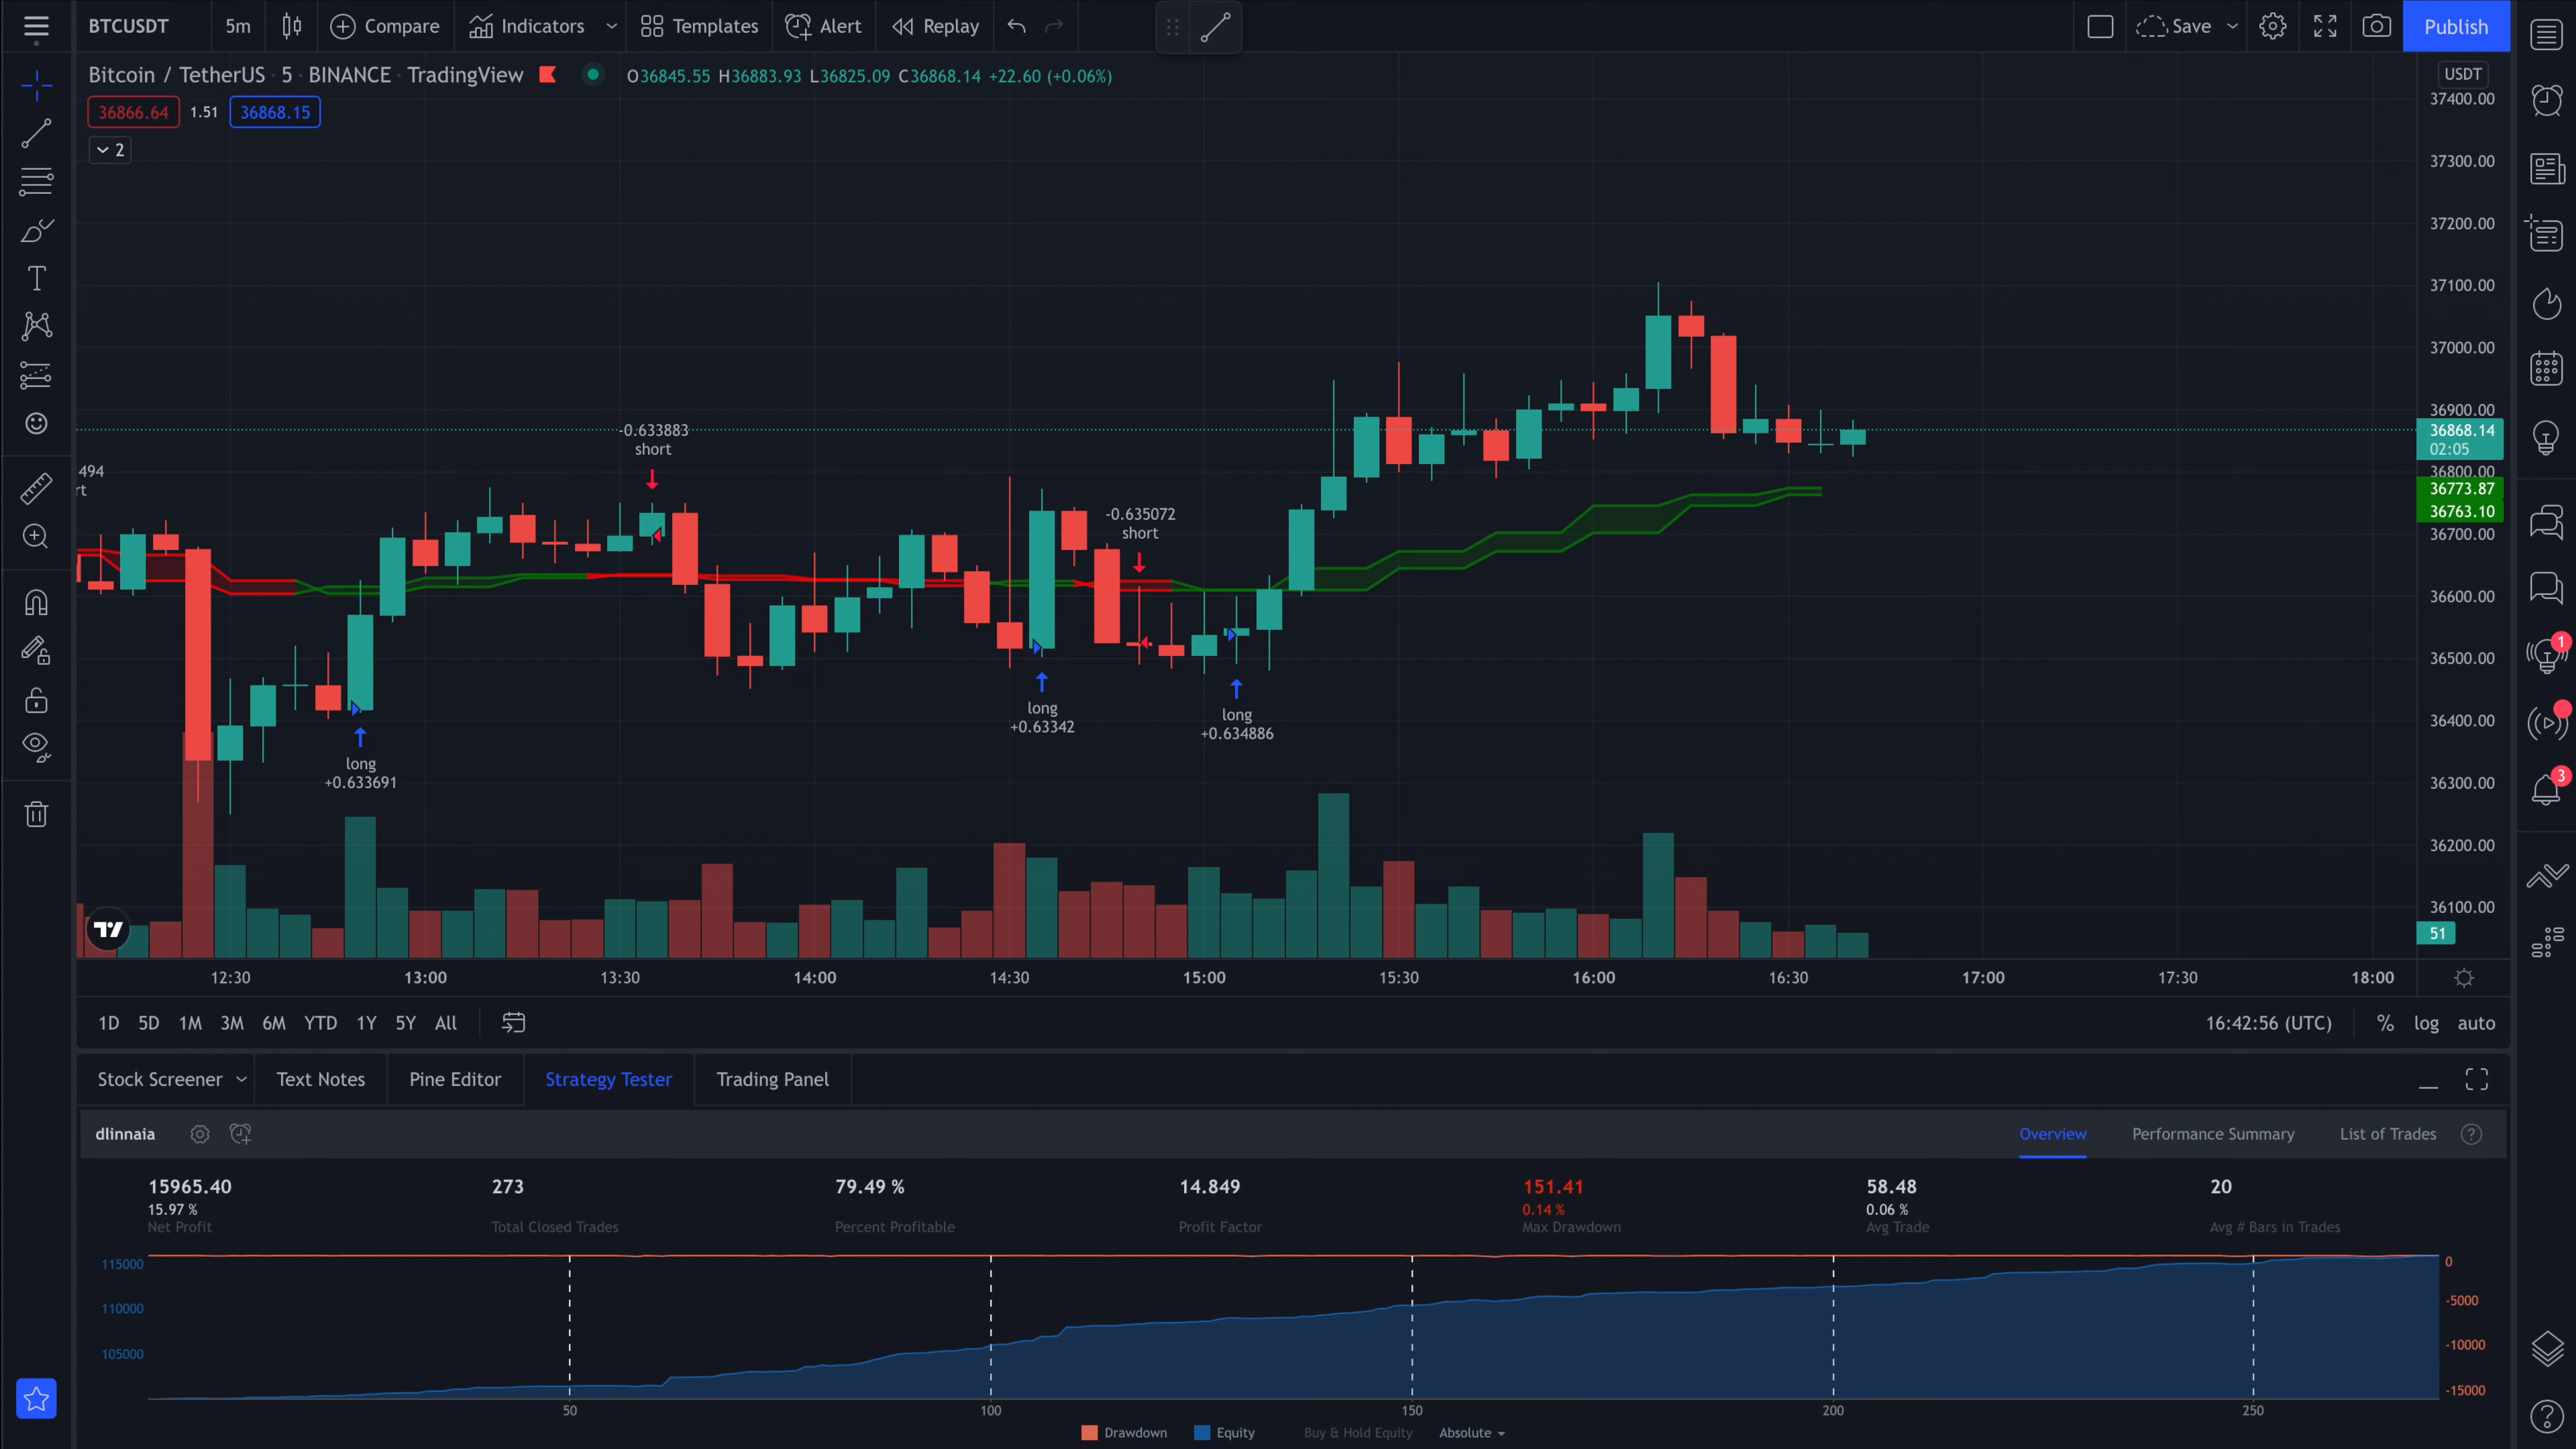 BTCUSDT 5m Compare Indicators Templates Alert Replay Save Publish
Bitcoin / TetherUS · 5 · BINANCE · TradingView O36845.55 H36883.93 L36825.09 C36868.14 +22.60 (+0.06%)
36866.64 1.51 36868.15
2
USDT
37400.00
37300.00
37200.00
37100.00
37000.00
36900.00
36868.14
02:05
36800.00
36773.87
36763.10
36700.00
36600.00
36500.00
36400.00
36300.00
36200.00
36100.00
51
494
rt
-0.633883
short
-0.635072
short
long
+0.633691
long
+0.63342
long
+0.634886
1
3
12:30 13:00 13:30 14:00 14:30 15:00 15:30 16:00 16:30 17:00 17:30 18:00
1D 5D 1M 3M 6M YTD 1Y 5Y All 16:42:56 (UTC) % log auto
Stock Screener Text Notes Pine Editor Strategy Tester Trading Panel
dlinnaia Overview Performance Summary List of Trades
15965.40 273 79.49 % 14.849 151.41 58.48 20
15.97 % 0.14 % 0.06 %
Net Profit Total Closed Trades Percent Profitable Profit Factor Max Drawdown Avg Trade Avg # Bars in Trades
115000 0
110000 -5000
105000 -10000
-15000
50 100 150 200 250
Drawdown Equity Buy & Hold Equity Absolute